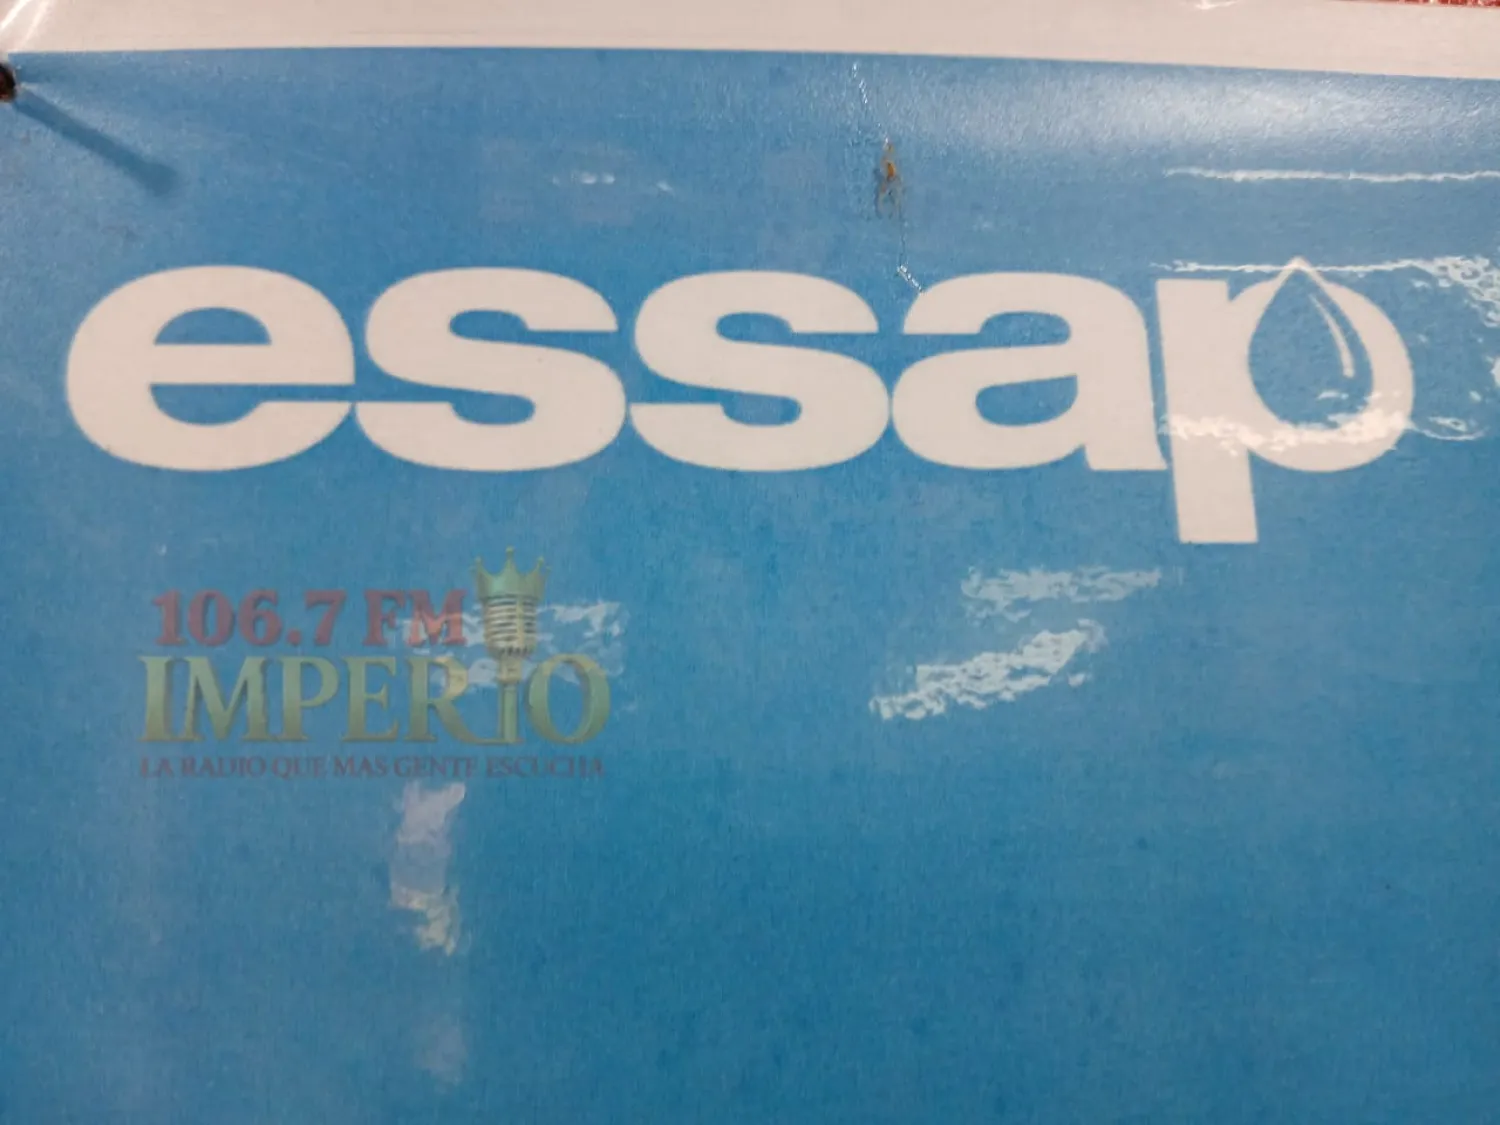 essap
106.7 FM
IMPERIO
LA RADIO QUE MAS GENTE ESCUCHA